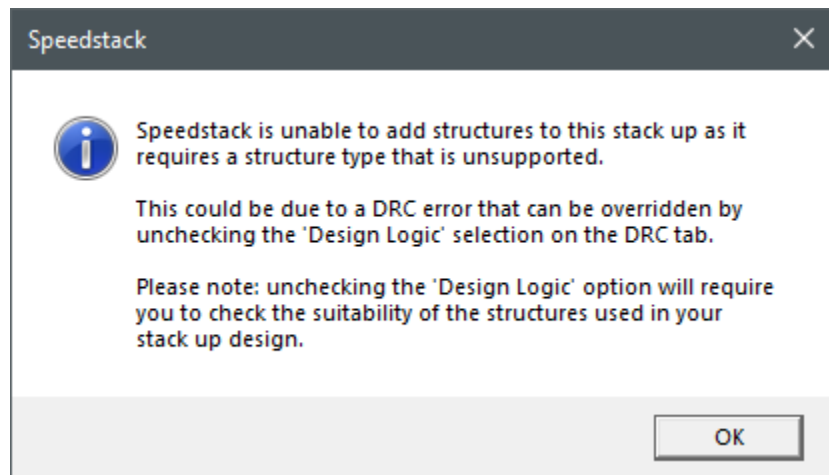 Speedstack
Speedstack is unable to add structures to this stack up as it
requires a structure type that is unsupported.
This could be due to a DRC error that can be overridden by
unchecking the 'Design Logic' selection on the DRC tab.
Please note: unchecking the 'Design Logic' option will require
you to check the suitability of the structures used in your
stack up design.
OK